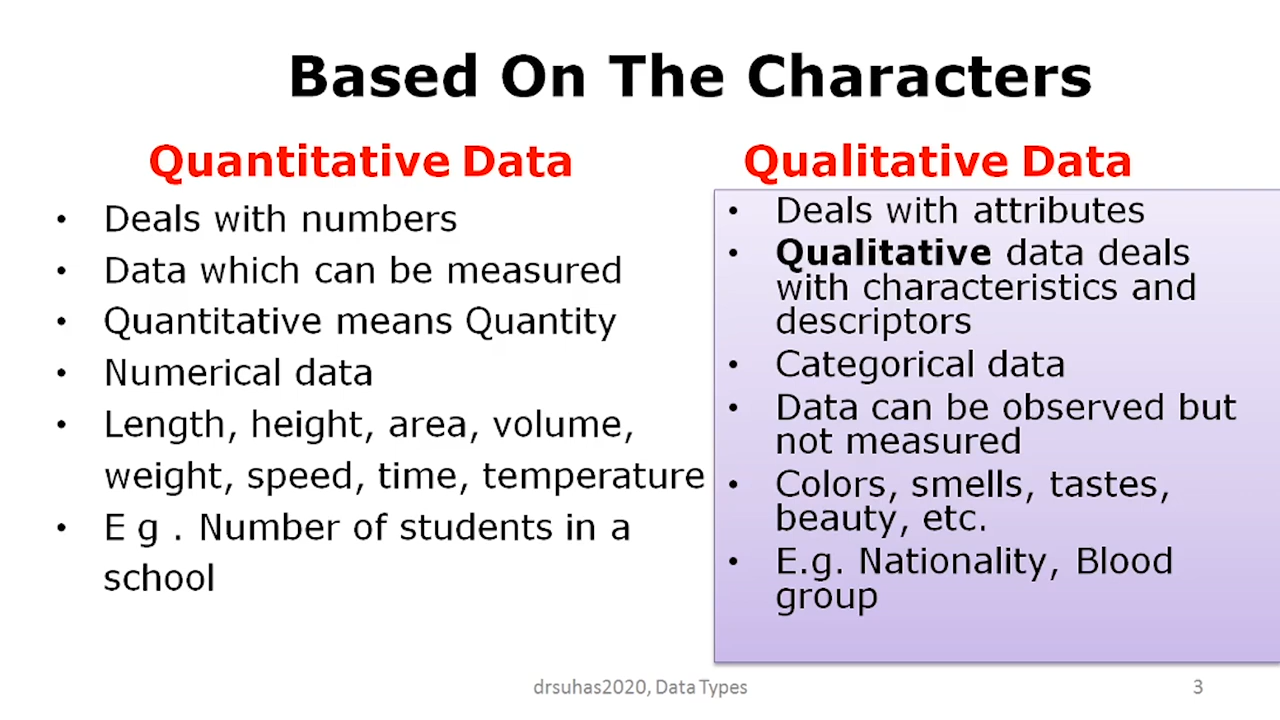 Based On The Characters
Quantitative Data
• Deals with numbers
• Data which can be measured
• Quantitative means Quantity
• Numerical data
• Length, height, area, volume,
weight, speed, time, temperature
• E g . Number of students in a
school
Qualitative Data
• Deals with attributes
• Qualitative data deals
with characteristics and
descriptors
• Categorical data
• Data can be observed but
not measured
• Colors, smells, tastes,
beauty, etc.
• E.g. Nationality, Blood
group
drsuhas2020, Data Types
3